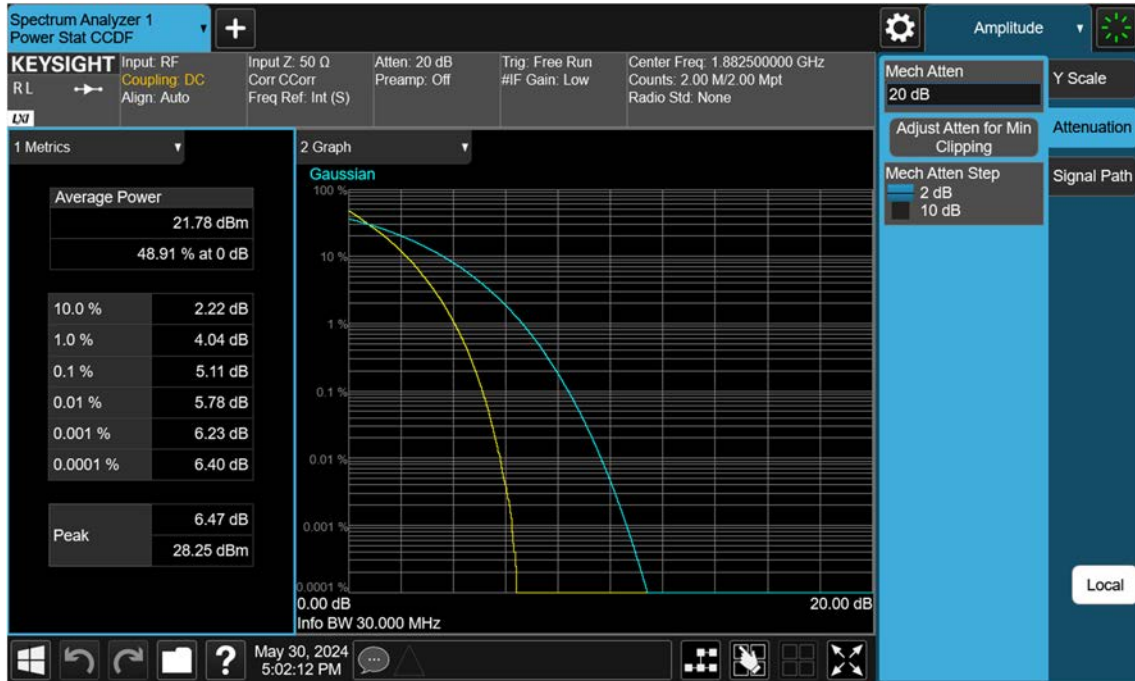 Spectrum Analyzer 1
Power Stat CCDF
+
Amplitude
KEYSIGHT
R L
LXI
Input: RF
Coupling: DC
Align: Auto
Input Z: 50 Ω
Corr CCorr
Freq Ref: Int (S)
Atten: 20 dB
Preamp: Off
Trig: Free Run
#IF Gain: Low
Center Freq: 1.882500000 GHz
Counts: 2.00 M/2.00 Mpt
Radio Std: None
Mech Atten
20 dB
Adjust Atten for Min
Clipping
Mech Atten Step
2 dB
10 dB
Y Scale
Attenuation
Signal Path
1 Metrics
Average Power
21.78 dBm
48.91 % at 0 dB
10.0 % 2.22 dB
1.0 % 4.04 dB
0.1 % 5.11 dB
0.01 % 5.78 dB
0.001 % 6.23 dB
0.0001 % 6.40 dB
Peak
6.47 dB
28.25 dBm
2 Graph
Gaussian
100 %
10 %
1 %
0.1 %
0.01 %
0.001 %
0.0001 %
0.00 dB 20.00 dB
Info BW 30.000 MHz
Local
?
May 30, 2024
5:02:12 PM